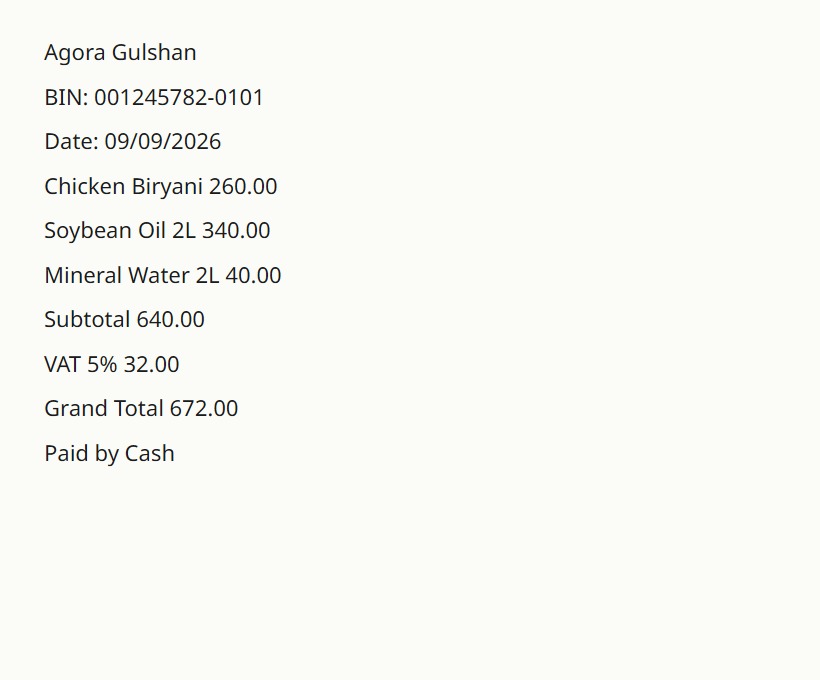 Agora Gulshan
BIN: 001245782-0101
Date: 09/09/2026
Chicken Biryani 260.00
Soybean Oil 2L 340.00
Mineral Water 2L 40.00
Subtotal 640.00
VAT 5% 32.00
Grand Total 672.00
Paid by Cash